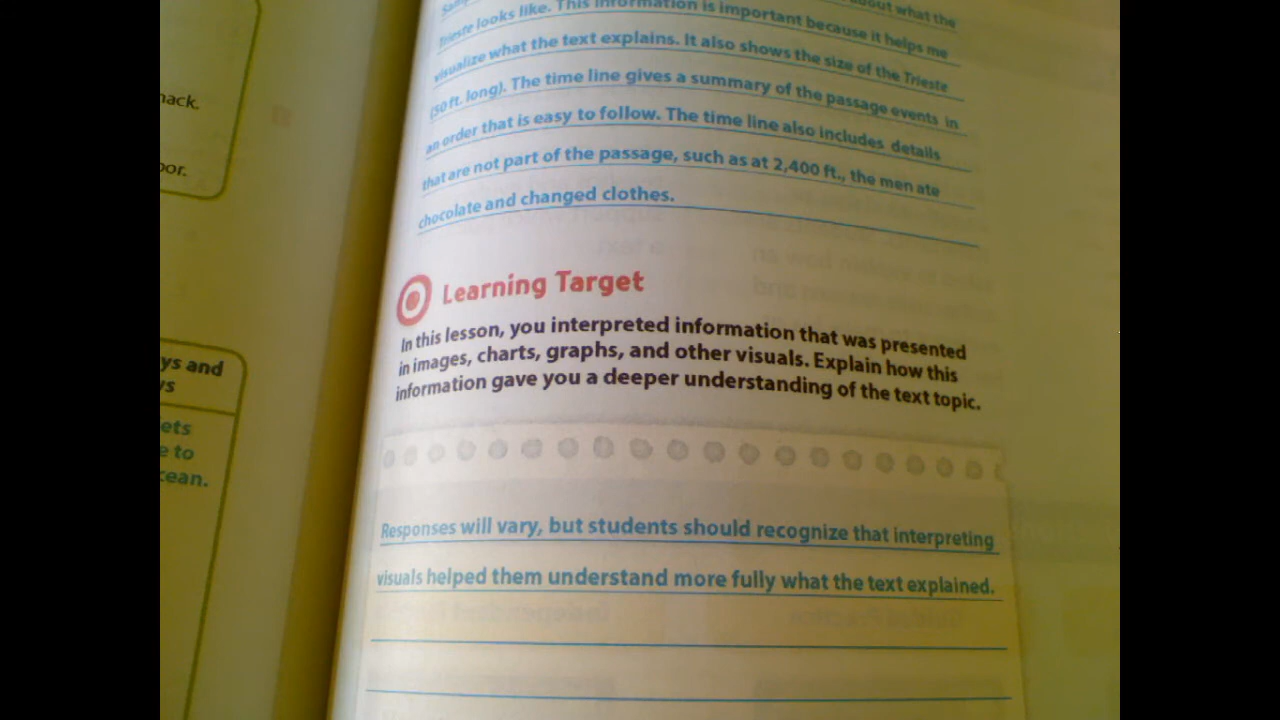 hack.
oor.
ys and
ys
ets
e to
cean.
about what the
Trieste looks like. This information is important because it helps me
visualize what the text explains. It also shows the size of the Trieste
(50 ft. long). The time line gives a summary of the passage events in
an order that is easy to follow. The time line also includes details
that are not part of the passage, such as at 2,400 ft., the men ate
chocolate and changed clothes.
Learning Target
In this lesson, you interpreted information that was presented
in images, charts, graphs, and other visuals. Explain how this
information gave you a deeper understanding of the text topic.
Responses will vary, but students should recognize that interpreting
visuals helped them understand more fully what the text explained.